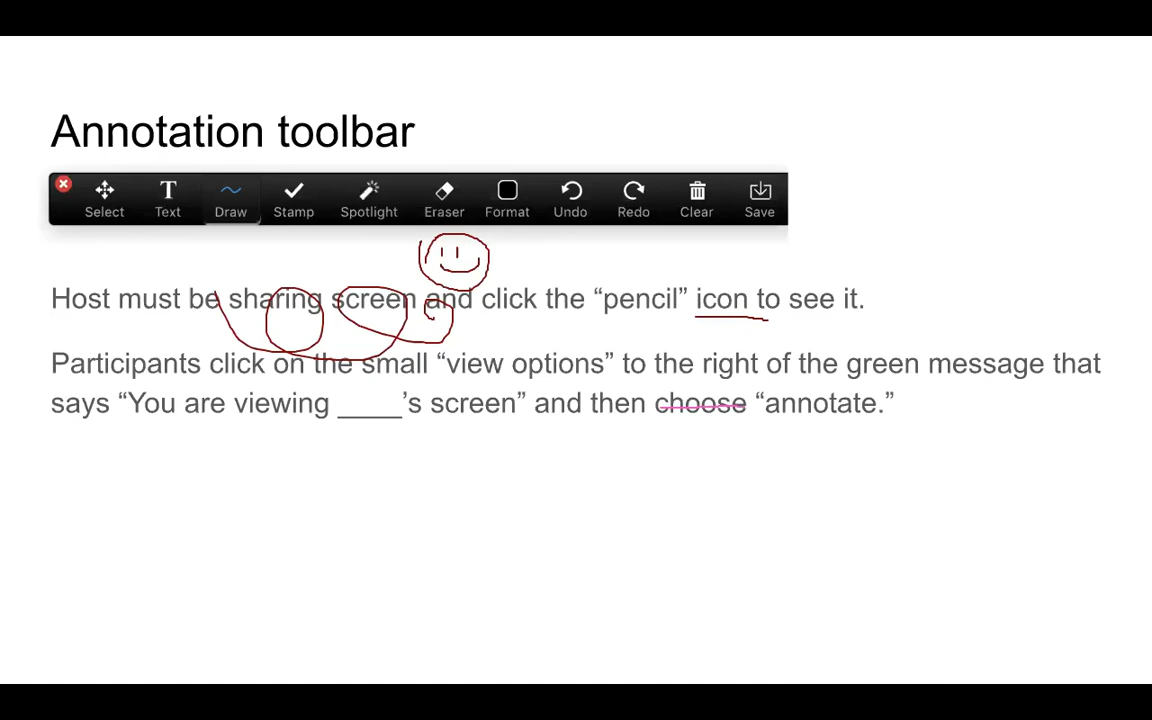 Annotation toolbar
Select Text Draw Stamp Spotlight Eraser Format Undo Redo Clear Save
Host must be sharing screen and click the “pencil” icon to see it.
Participants click on the small “view options” to the right of the green message that
says “You are viewing ____’s screen” and then choose “annotate.”